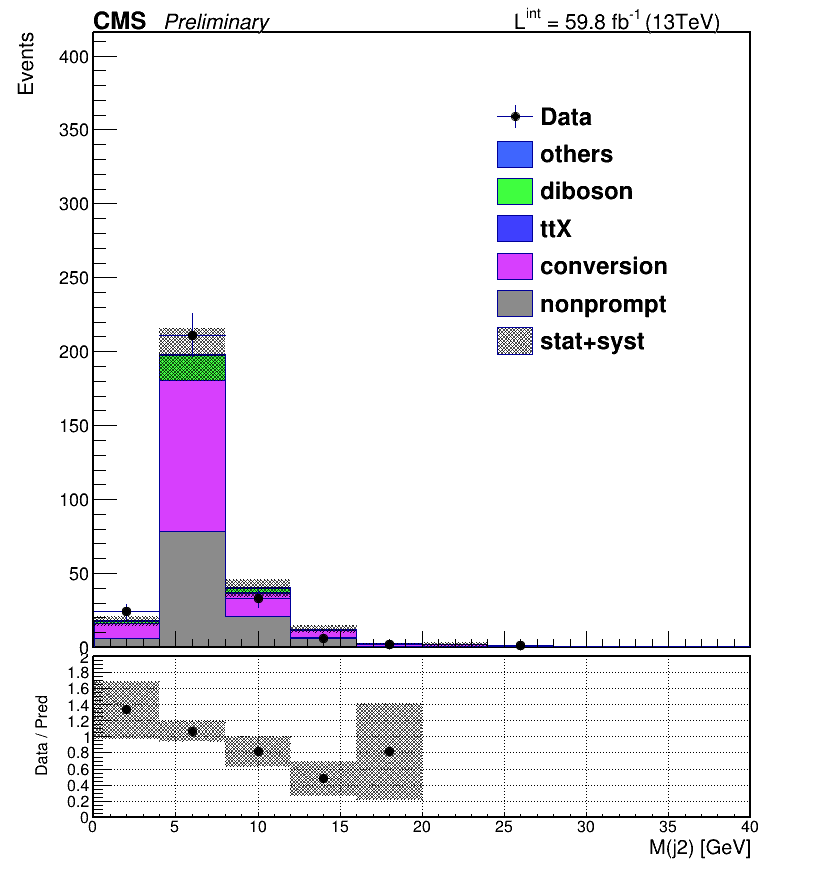 CMS Preliminary L^int = 59.8 fb^-1 (13TeV)
Events
400
350
300
250
200
150
100
50
0
Data
others
diboson
ttX
conversion
nonprompt
stat+syst
Data / Pred
2
1.8
1.6
1.4
1.2
1
0.8
0.6
0.4
0.2
0
0 5 10 15 20 25 30 35 40
M(j2) [GeV]